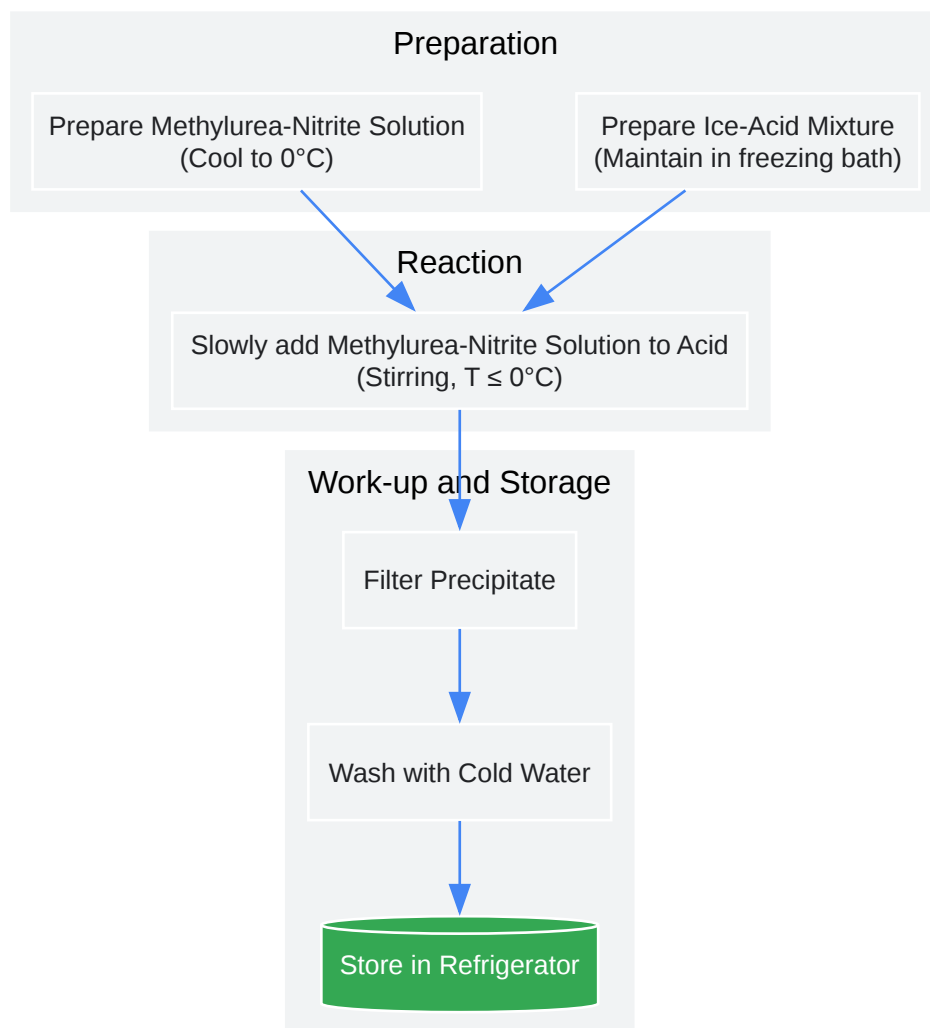 Preparation
Prepare Methylurea-Nitrite Solution
(Cool to 0°C)
Prepare Ice-Acid Mixture
(Maintain in freezing bath)
Reaction
Slowly add Methylurea-Nitrite Solution to Acid
(Stirring, T ≤ 0°C)
Work-up and Storage
Filter Precipitate
Wash with Cold Water
Store in Refrigerator